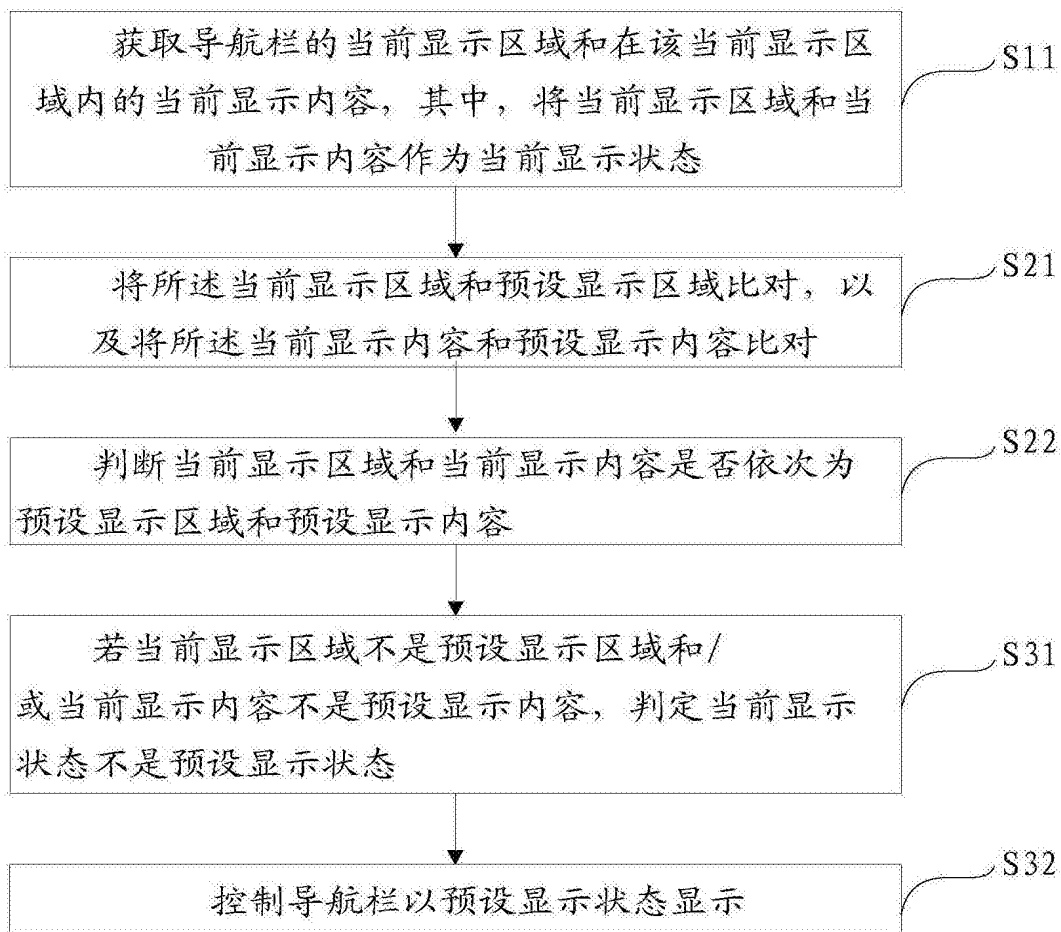 获取导航栏的当前显示区域和在该当前显示区
域内的当前显示内容，其中，将当前显示区域和当
前显示内容作为当前显示状态
S11
将所述当前显示区域和预设显示区域比对，以
及将所述当前显示内容和预设显示内容比对
S21
判断当前显示区域和当前显示内容是否依次为
预设显示区域和预设显示内容
S22
若当前显示区域不是预设显示区域和/
或当前显示内容不是预设显示内容，判定当前显示
状态不是预设显示状态
S31
控制导航栏以预设显示状态显示
S32